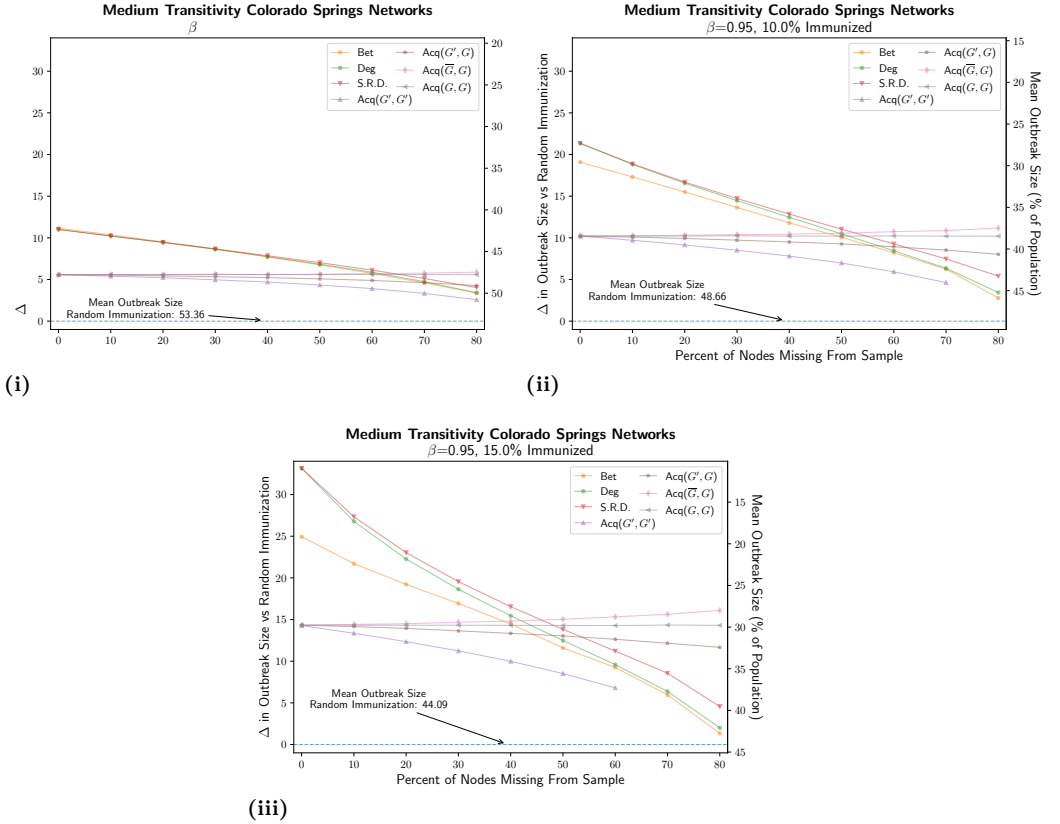 Medium Transitivity Colorado Springs Networks
β
Bet
Deg
S.R.D.
Acq(G′, G′)
Acq(G′, G)
Acq(G̅, G)
Acq(G, G)
Δ
30
25
20
15
10
5
0
20
25
30
35
40
45
50
Mean Outbreak Size
Random Immunization: 53.36
0 10 20 30 40 50 60 70 80
(i)
Medium Transitivity Colorado Springs Networks
β=0.95, 10.0% Immunized
Bet
Deg
S.R.D.
Acq(G′, G′)
Acq(G′, G)
Acq(G̅, G)
Acq(G, G)
Δ in Outbreak Size vs Random Immunization
30
25
20
15
10
5
0
Mean Outbreak Size (% of Population)
15
20
25
30
35
40
45
Mean Outbreak Size
Random Immunization: 48.66
0 10 20 30 40 50 60 70 80
Percent of Nodes Missing From Sample
(ii)
Medium Transitivity Colorado Springs Networks
β=0.95, 15.0% Immunized
Bet
Deg
S.R.D.
Acq(G′, G′)
Acq(G′, G)
Acq(G̅, G)
Acq(G, G)
Δ in Outbreak Size vs Random Immunization
30
25
20
15
10
5
0
Mean Outbreak Size (% of Population)
15
20
25
30
35
40
45
Mean Outbreak Size
Random Immunization: 44.09
0 10 20 30 40 50 60 70 80
Percent of Nodes Missing From Sample
(iii)